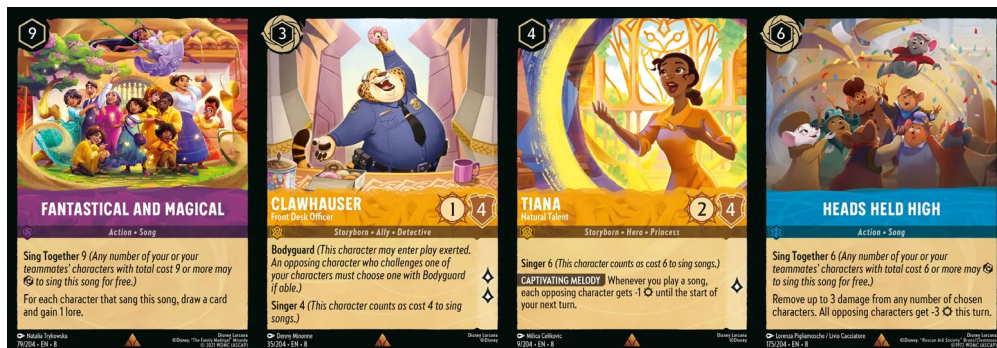 9
FANTASTICAL AND MAGICAL
Action • Song
Sing Together 9 (Any number of your or your
teammates' characters with total cost 9 or more may
to sing this song for free.)
For each character that sang this song, draw a card
and gain 1 lore.
Natalia Trykowska
79/204 • EN • 8
Disney Lorcana
©Disney, "The Family Madrigal" Miranda
© 2021 WDMC (ASCAP)
3
CLAWHAUSER
Front Desk Officer
1
4
Storyborn • Ally • Detective
Bodyguard (This character may enter play exerted.
An opposing character who challenges one of
your characters must choose one with Bodyguard
if able.)
Singer 4 (This character counts as cost 4 to sing
songs.)
Denny Minonne
35/204 • EN • 8
Disney Lorcana
©Disney
4
TIANA
Natural Talent
2
4
Storyborn • Hero • Princess
Singer 6 (This character counts as cost 6 to sing songs.)
CAPTIVATING MELODY Whenever you play a song,
each opposing character gets -1 until the start of
your next turn.
Milica Celikovic
9/204 • EN • 8
Disney Lorcana
©Disney
6
HEADS HELD HIGH
Action • Song
Sing Together 6 (Any number of your or your
teammates' characters with total cost 6 or more may
to sing this song for free.)
Remove up to 3 damage from any number of chosen
characters. All opposing characters get -3 this turn.
Lorenza Pigliamosche / Livio Cacciatore
175/204 • EN • 8
Disney Lorcana
©Disney, "Rescue Aid Society"
©1972 WDMC (ASCAP)